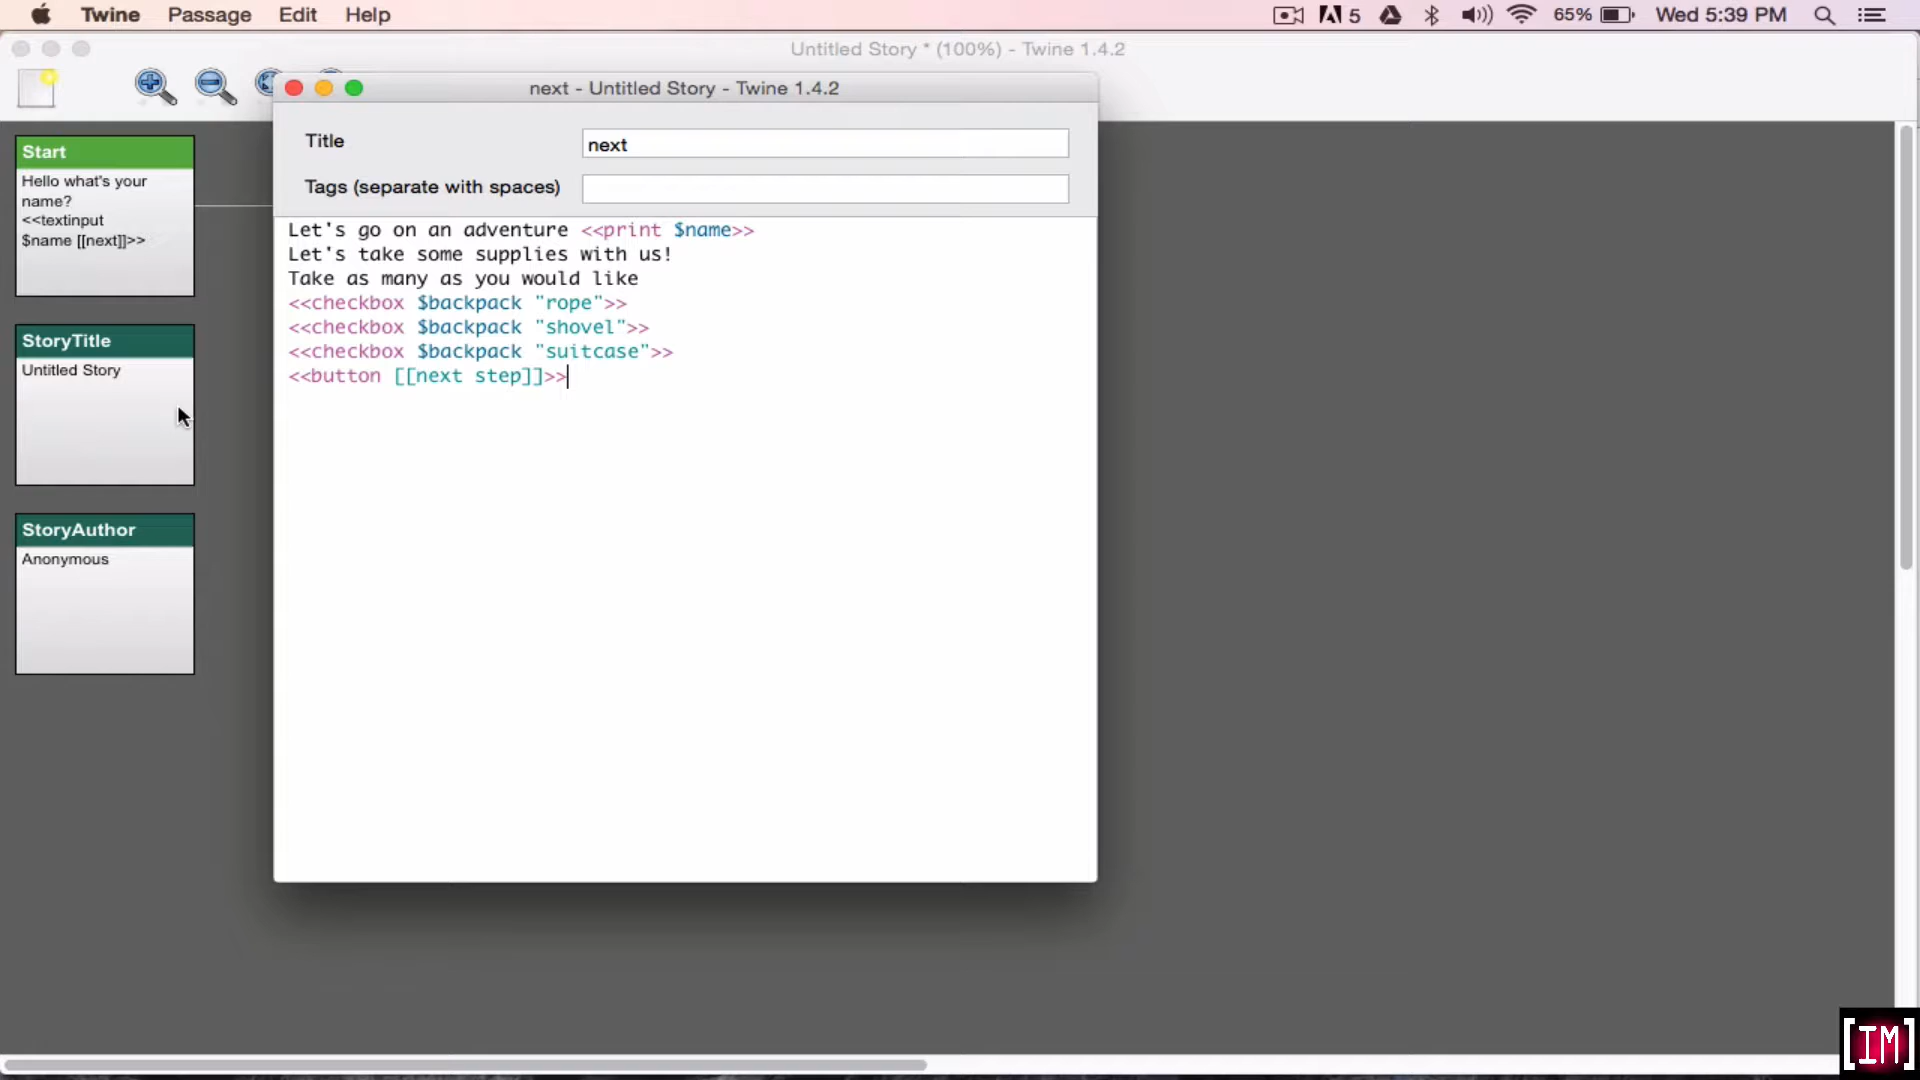 Twine Passage Edit Help 5 65% Wed 5:39 PM
Untitled Story * (100%) - Twine 1.4.2
next - Untitled Story - Twine 1.4.2
Title next
Tags (separate with spaces)
Let's go on an adventure <<print $name>>
Let's take some supplies with us!
Take as many as you would like
<<checkbox $backpack "rope">>
<<checkbox $backpack "shovel">>
<<checkbox $backpack "suitcase">>
<<button [[next step]]>>
Start
Hello what's your
name?
<<textinput
$name [[next]]>>
StoryTitle
Untitled Story
StoryAuthor
Anonymous
[IM]